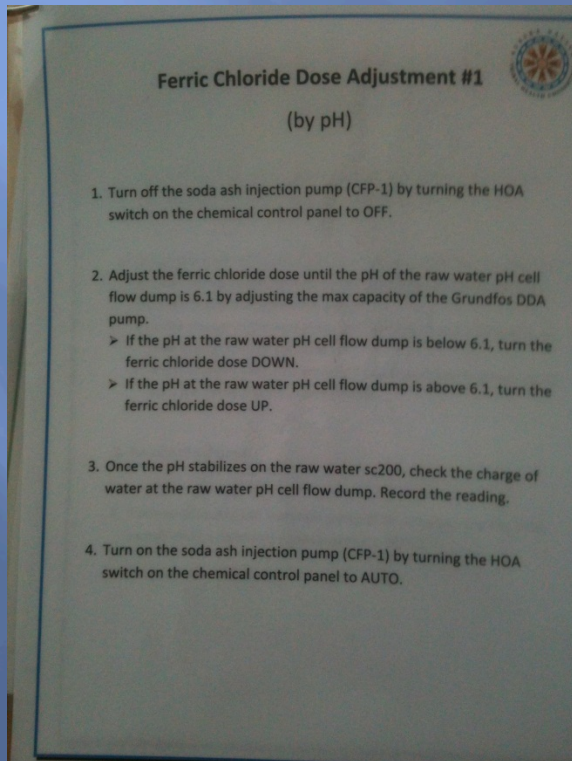 Ferric Chloride Dose Adjustment #1
(by pH)
1. Turn off the soda ash injection pump (CFP-1) by turning the HOA
switch on the chemical control panel to OFF.
2. Adjust the ferric chloride dose until the pH of the raw water pH cell
flow dump is 6.1 by adjusting the max capacity of the Grundfos DDA
pump.
➢ If the pH at the raw water pH cell flow dump is below 6.1, turn the
ferric chloride dose DOWN.
➢ If the pH at the raw water pH cell flow dump is above 6.1, turn the
ferric chloride dose UP.
3. Once the pH stabilizes on the raw water sc200, check the charge of
water at the raw water pH cell flow dump. Record the reading.
4. Turn on the soda ash injection pump (CFP-1) by turning the HOA
switch on the chemical control panel to AUTO.